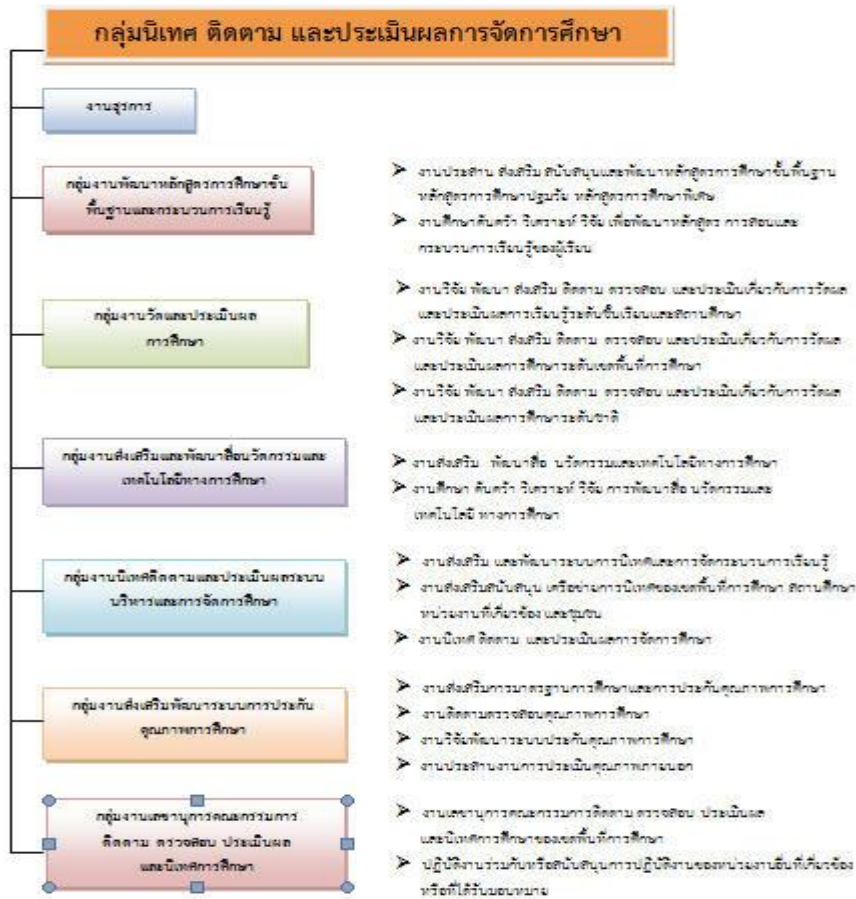 กลุ่มนิเทศ ติดตาม และประเมินผลการจัดการศึกษา
งานธุรการ
กลุ่มงานพัฒนาหลักสูตรการศึกษาขั้น
พื้นฐานและกระบวนการเรียนรู้
➢ งานประสาน ส่งเสริม สนับสนุนและพัฒนาหลักสูตรการศึกษาขั้นพื้นฐาน
หลักสูตรการศึกษาปฐมวัย หลักสูตรการศึกษาพิเศษ
➢ งานศึกษาค้นคว้า วิเคราะห์ วิจัย เพื่อพัฒนาหลักสูตร การสอนและ
กระบวนการเรียนรู้ของผู้เรียน
กลุ่มงานวัดและประเมินผล
การศึกษา
➢ งานวิจัย พัฒนา ส่งเสริม ติดตาม ตรวจสอบ และประเมินเกี่ยวกับการวัดผล
และประเมินผลการเรียนรู้ระดับชั้นเรียนและสถานศึกษา
➢ งานวิจัย พัฒนา ส่งเสริม ติดตาม ตรวจสอบ และประเมินเกี่ยวกับการวัดผล
และประเมินผลการศึกษาระดับเขตพื้นที่การศึกษา
➢ งานวิจัย พัฒนา ส่งเสริม ติดตาม ตรวจสอบ และประเมินเกี่ยวกับการวัดผล
และประเมินผลการศึกษาระดับชาติ
กลุ่มงานส่งเสริมและพัฒนาสื่อนวัตกรรมและ
เทคโนโลยีทางการศึกษา
➢ งานส่งเสริม พัฒนาสื่อ นวัตกรรมและเทคโนโลยีทางการศึกษา
➢ งานศึกษา ค้นคว้า วิเคราะห์ วิจัย การพัฒนาสื่อ นวัตกรรมและ
เทคโนโลยี ทางการศึกษา
กลุ่มงานนิเทศติดตามและประเมินผลระบบ
บริหารและการจัดการศึกษา
➢ งานส่งเสริม และพัฒนาระบบการนิเทศและการจัดกระบวนการเรียนรู้
➢ งานส่งเสริมสนับสนุน เครือข่ายการนิเทศของเขตพื้นที่การศึกษา สถานศึกษา
หน่วยงานที่เกี่ยวข้อง และชุมชน
➢ งานนิเทศ ติดตาม และประเมินผลการจัดการศึกษา
กลุ่มงานส่งเสริมพัฒนาระบบการประกัน
คุณภาพการศึกษา
➢ งานส่งเสริมการมาตรฐานการศึกษาและการประกันคุณภาพการศึกษา
➢ งานติดตามตรวจสอบคุณภาพการศึกษา
➢ งานวิจัยพัฒนาระบบประกันคุณภาพการศึกษา
➢ งานประสานงานการประเมินคุณภาพภายนอก
กลุ่มงานเลขานุการคณะกรรมการ
ติดตาม ตรวจสอบ ประเมินผล
และนิเทศการศึกษา
➢ งานเลขานุการคณะกรรมการติดตาม ตรวจสอบ ประเมินผล
และนิเทศการศึกษาของเขตพื้นที่การศึกษา
➢ ปฏิบัติงานร่วมกับหรือสนับสนุนการปฏิบัติงานของหน่วยงานอื่นที่เกี่ยวข้อง
หรือที่ได้รับมอบหมาย